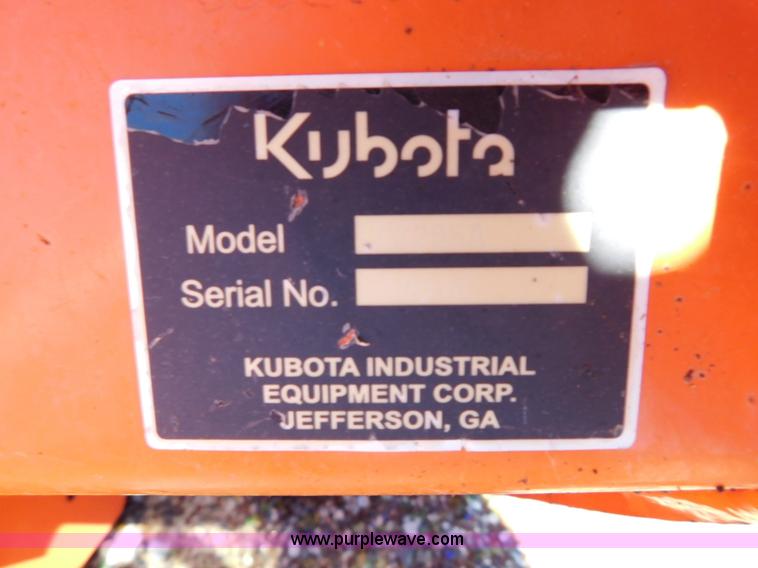 Kubota
Model
Serial No.
KUBOTA INDUSTRIAL
EQUIPMENT CORP.
JEFFERSON, GA
www.purplewave.com